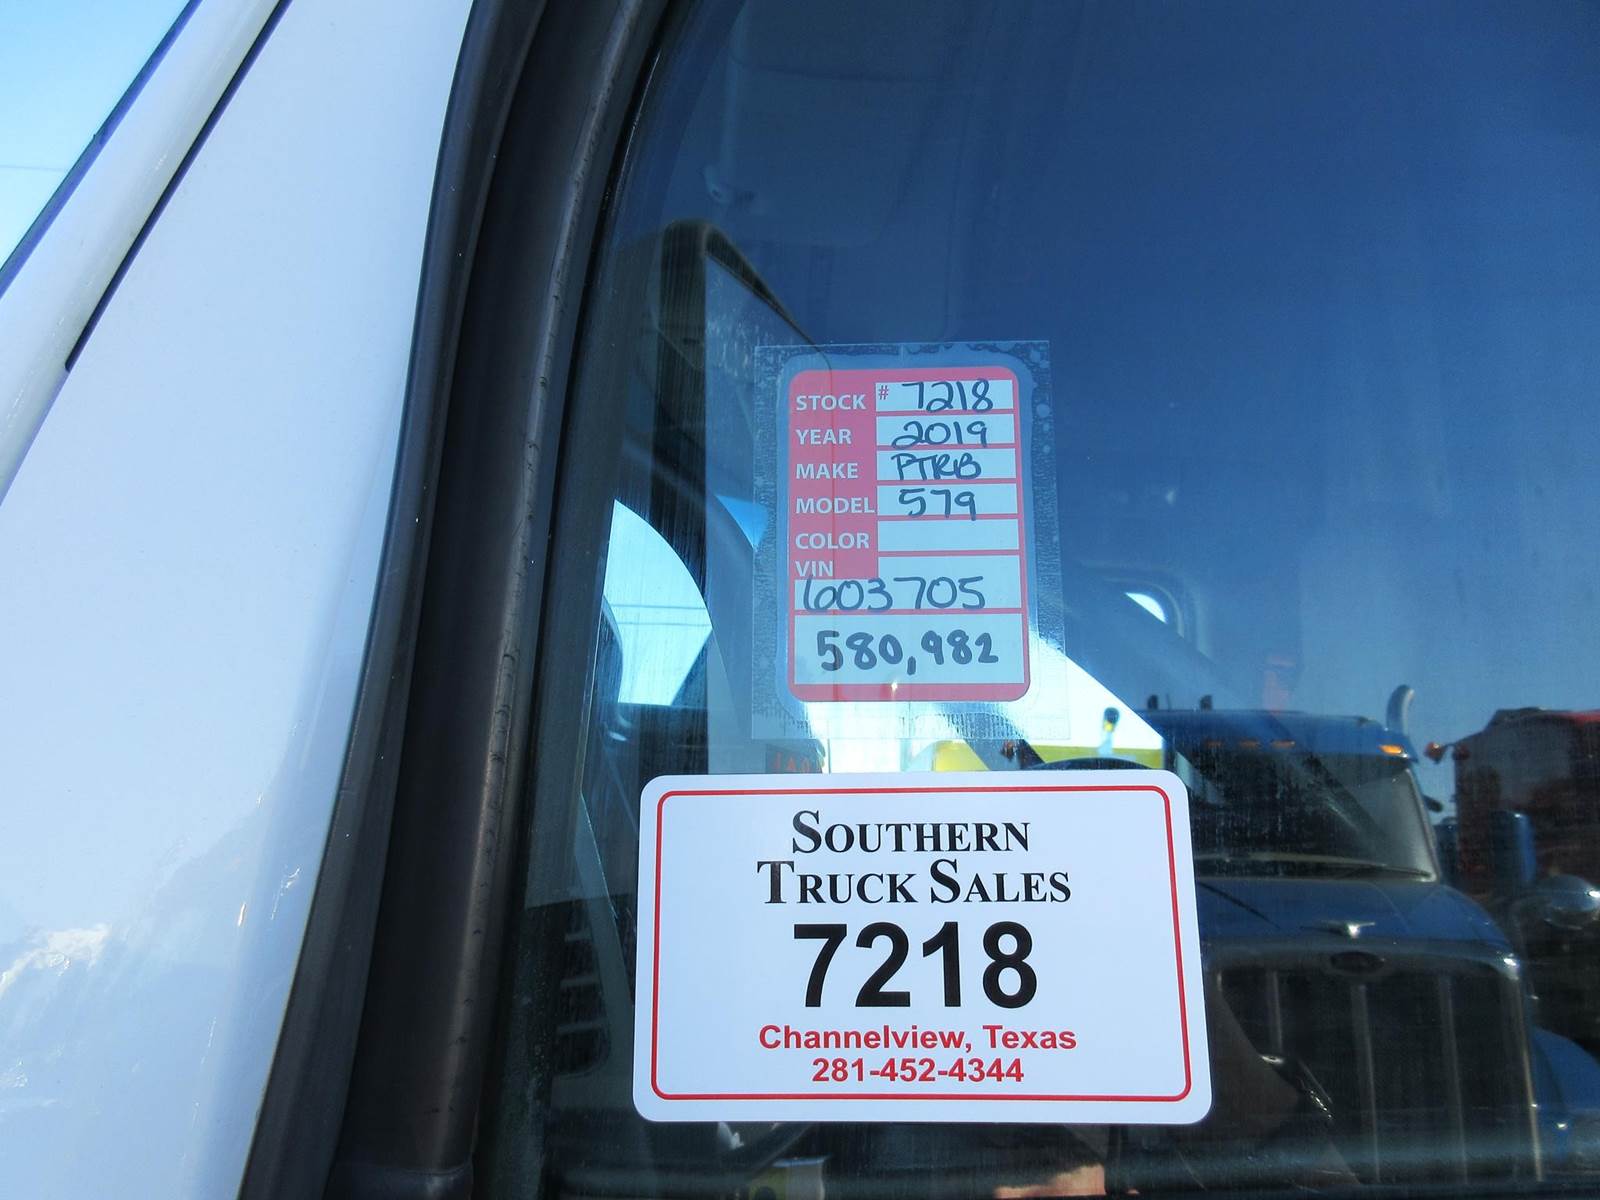 STOCK # 7218
YEAR 2019
MAKE PTRB
MODEL 579
COLOR
VIN
603705
580,982
SOUTHERN
TRUCK SALES
7218
Channelview, Texas
281-452-4344